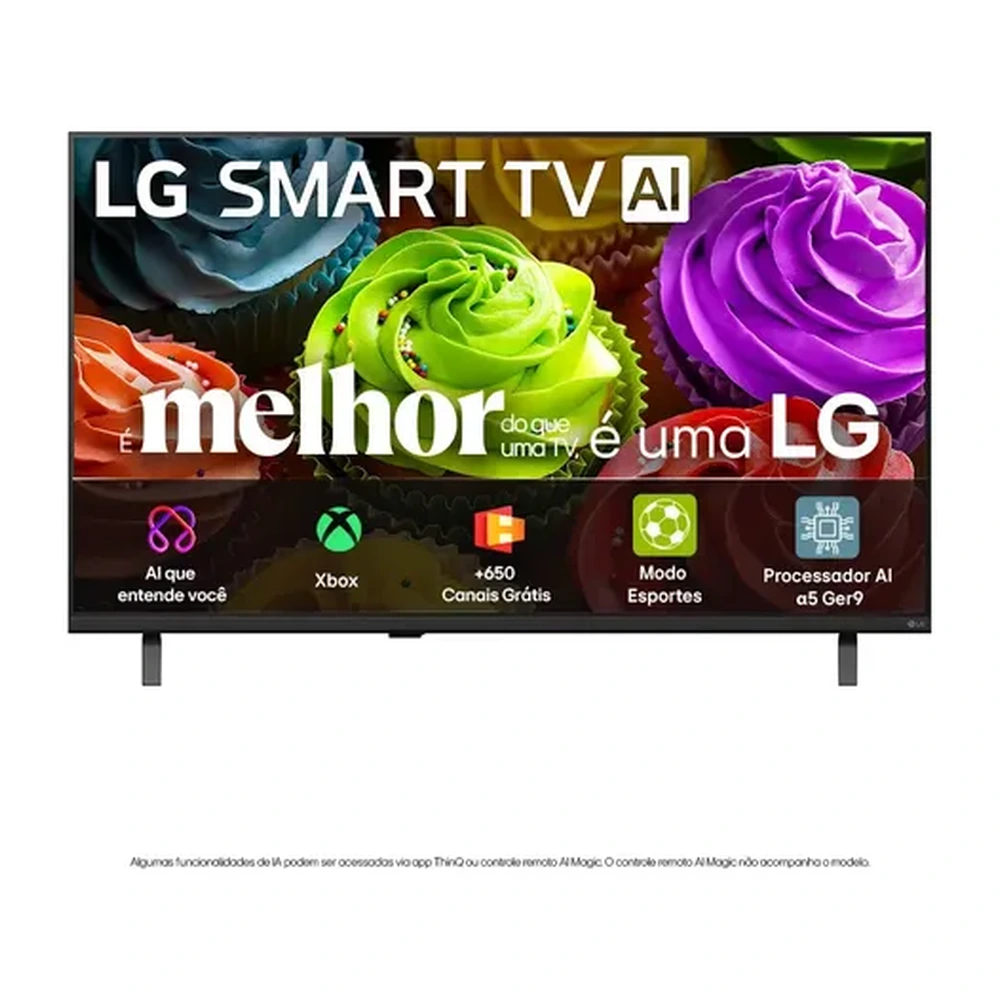 LG SMART TV AI
É melhor do que uma TV, é uma LG
AI que
entende você
Xbox
+650
Canais Grátis
Modo
Esportes
Processador AI
α5 Ger9
LG
Algumas funcionalidades de IA podem ser acessadas via app ThinQ ou controle remoto AI Magic. O controle remoto AI Magic não acompanha o modelo.